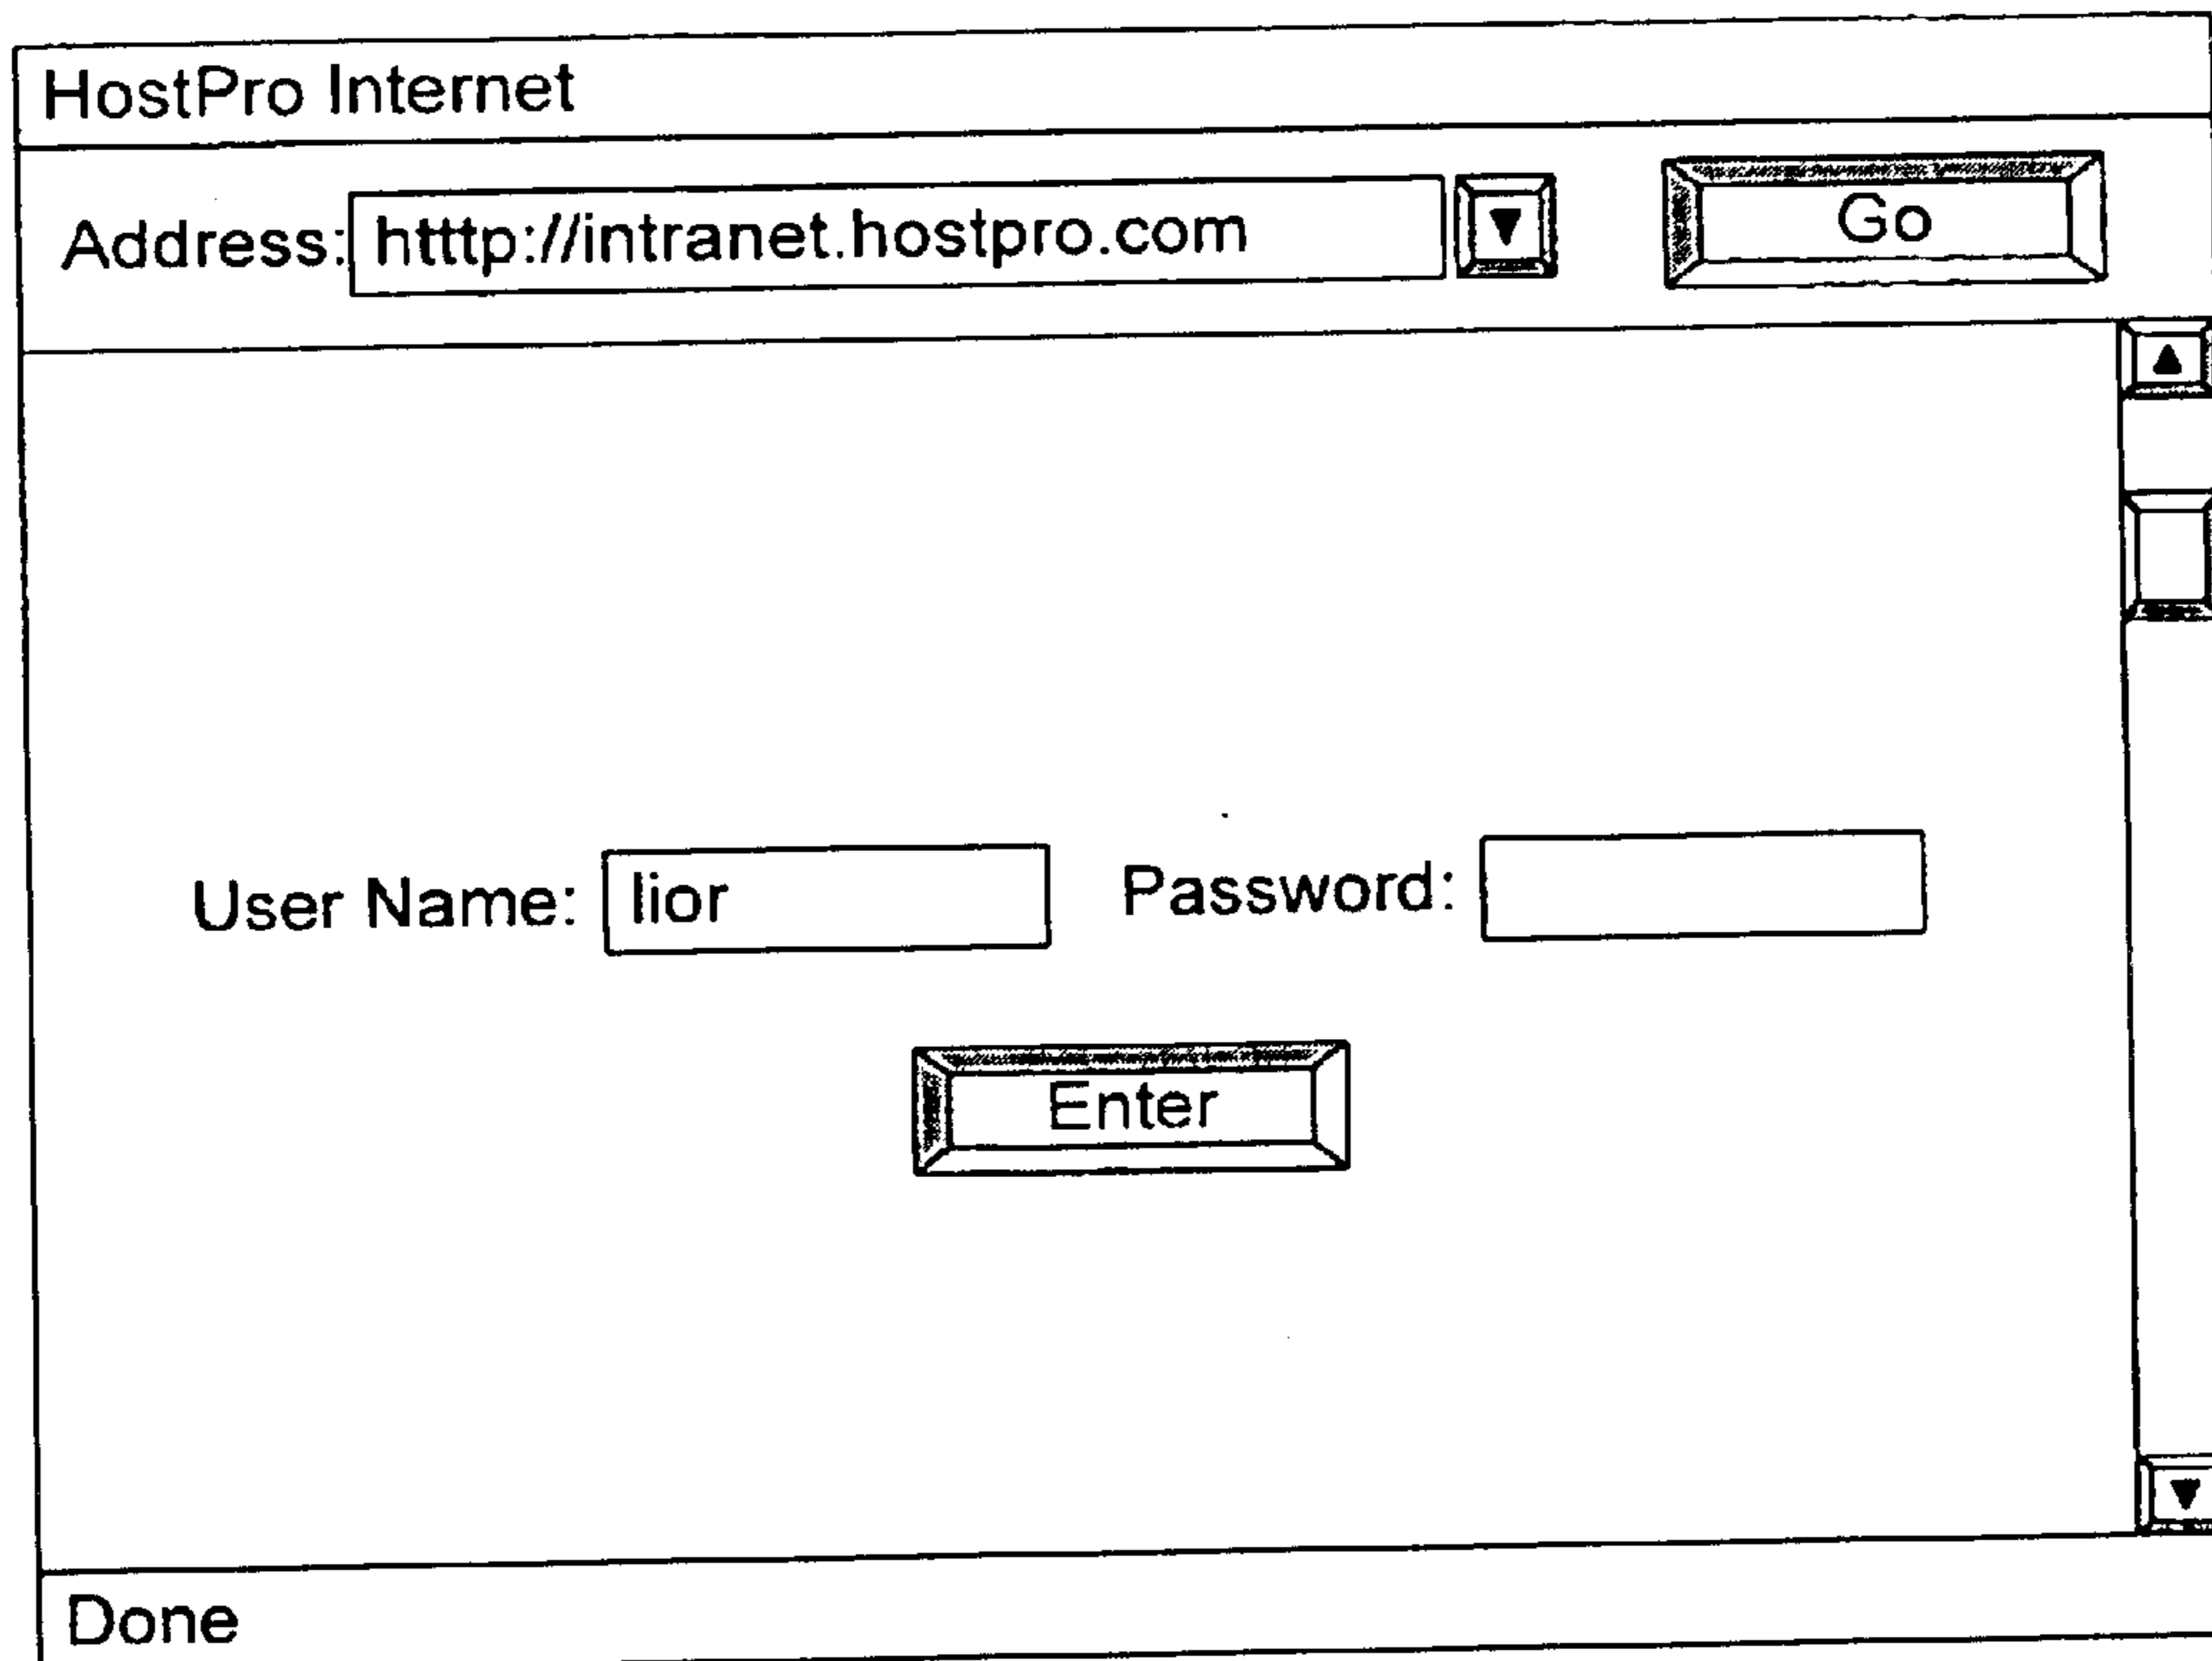 HostPro Internet
Address: htttp://intranet.hostpro.com Go
User Name: lior Password:
Enter
Done